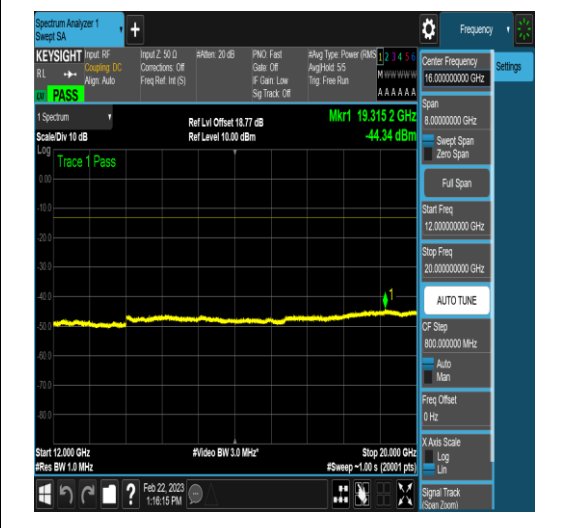 Spectrum Analyzer 1
Swept SA
+
Frequency
KEYSIGHT
RL
PASS
Input: RF
Coupling: DC
Align: Auto
Input Z: 50 Ω
Corrections: Off
Freq Ref: Int (S)
#Atten: 20 dB
PNO: Fast
Gate: Off
IF Gain: Low
Sig Track: Off
#Avg Type: Power (RMS
Avg|Hold: 5/5
Trig: Free Run
1 2 3 4 5 6
M W W W W W
A A A A A A
1 Spectrum
Scale/Div 10 dB
Ref Lvl Offset 18.77 dB
Ref Level 10.00 dBm
Mkr1 19.315 2 GHz
-44.34 dBm
Log
Trace 1 Pass
0.00
-10.0
-20.0
-30.0
-40.0
-50.0
-60.0
-70.0
-80.0
1
Start 12.000 GHz
#Res BW 1.0 MHz
#Video BW 3.0 MHz*
Stop 20.000 GHz
#Sweep ~1.00 s (20001 pts)
?
Feb 22, 2023
1:16:15 PM
Center Frequency
16.000000000 GHz
Settings
Span
8.00000000 GHz
Swept Span
Zero Span
Full Span
Start Freq
12.000000000 GHz
Stop Freq
20.000000000 GHz
AUTO TUNE
CF Step
800.000000 MHz
Auto
Man
Freq Offset
0 Hz
X Axis Scale
Log
Lin
Signal Track
(Span Zoom)